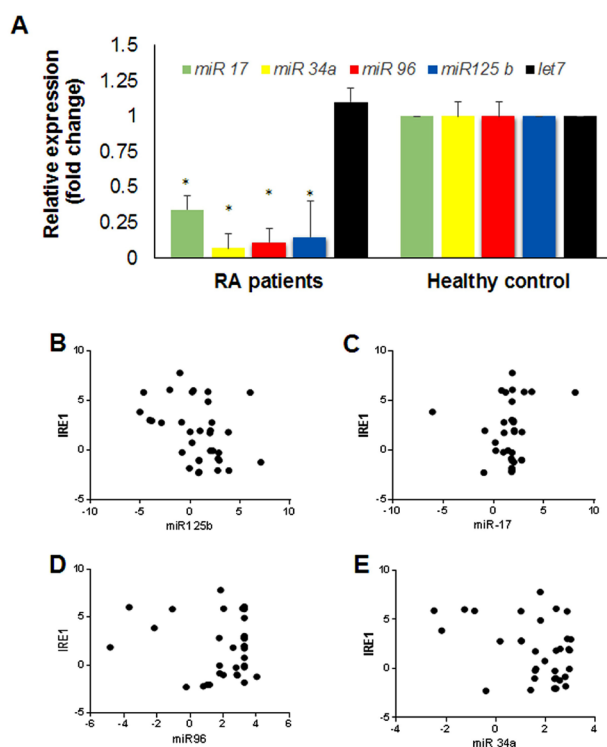 A
Relative expression
(fold change)
1.5
1.25
1
0.75
0.5
0.25
0
miR 17 miR 34a miR 96 miR125 b let7
* * * *
RA patients Healthy control
B
IRE1
10
5
0
-5
-10 -5 0 5 10
miR125b
C
IRE1
10
5
0
-5
-10 -5 0 5 10
miR-17
D
IRE1
10
5
0
-5
-6 -4 -2 0 2 4 6
miR96
E
IRE1
10
5
0
-5
-4 -2 0 2 4
miR 34a